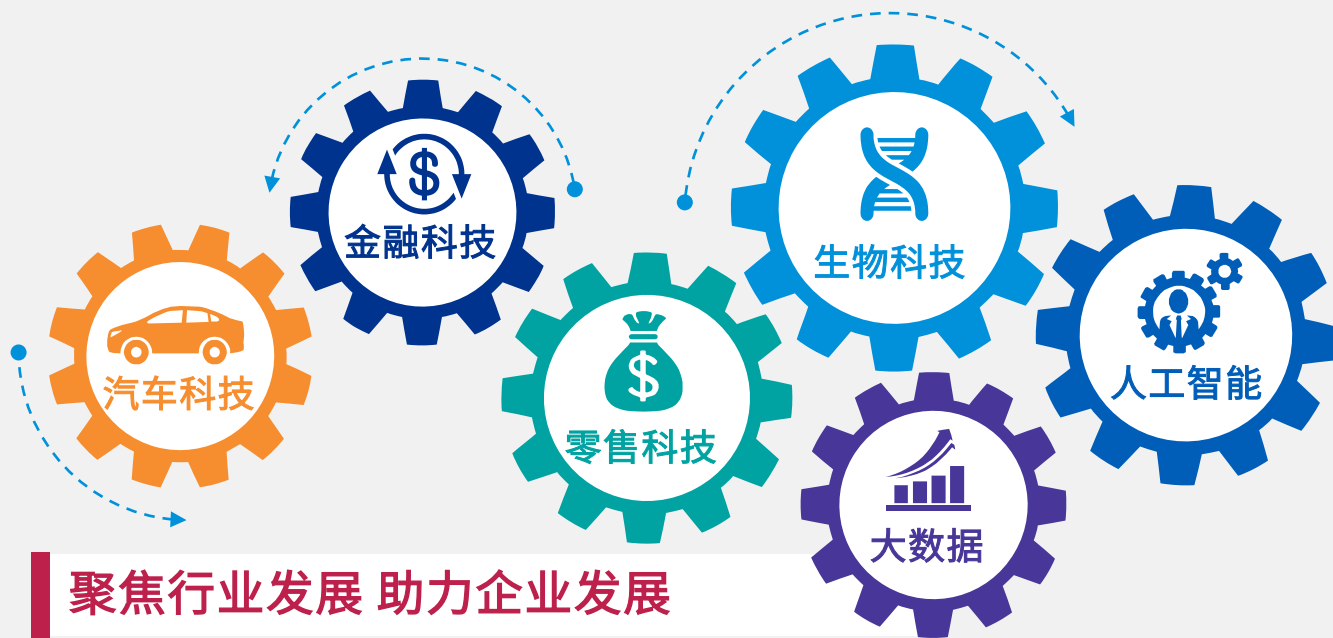 金融科技
生物科技
汽车科技
零售科技
人工智能
大数据
聚焦行业发展 助力企业发展